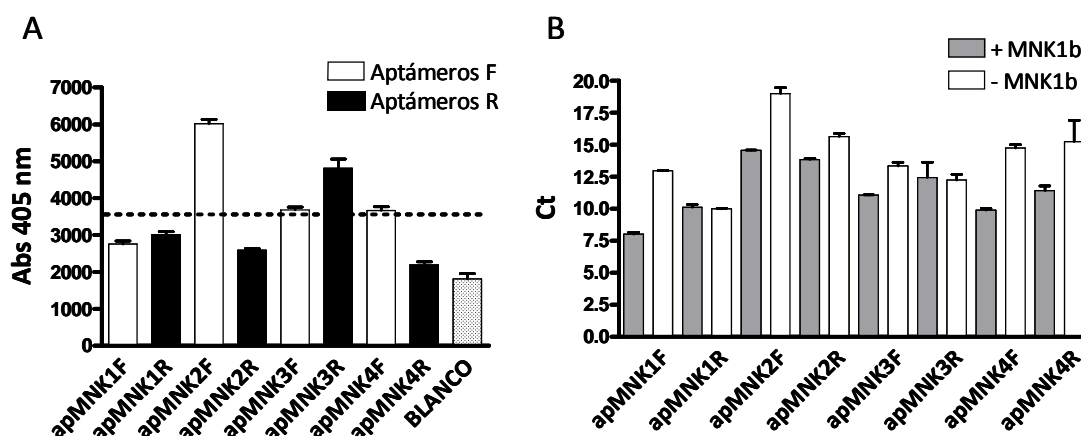 A
Aptámeros F
Aptámeros R
7000
6000
5000
4000
3000
2000
1000
0
Abs 405 nm
apMNK1F
apMNK1R
apMNK2F
apMNK2R
apMNK3F
apMNK3R
apMNK4F
apMNK4R
BLANCO
B
+ MNK1b
- MNK1b
20.0
17.5
15.0
12.5
10.0
7.5
5.0
2.5
0.0
Ct
apMNK1F
apMNK1R
apMNK2F
apMNK2R
apMNK3F
apMNK3R
apMNK4F
apMNK4R